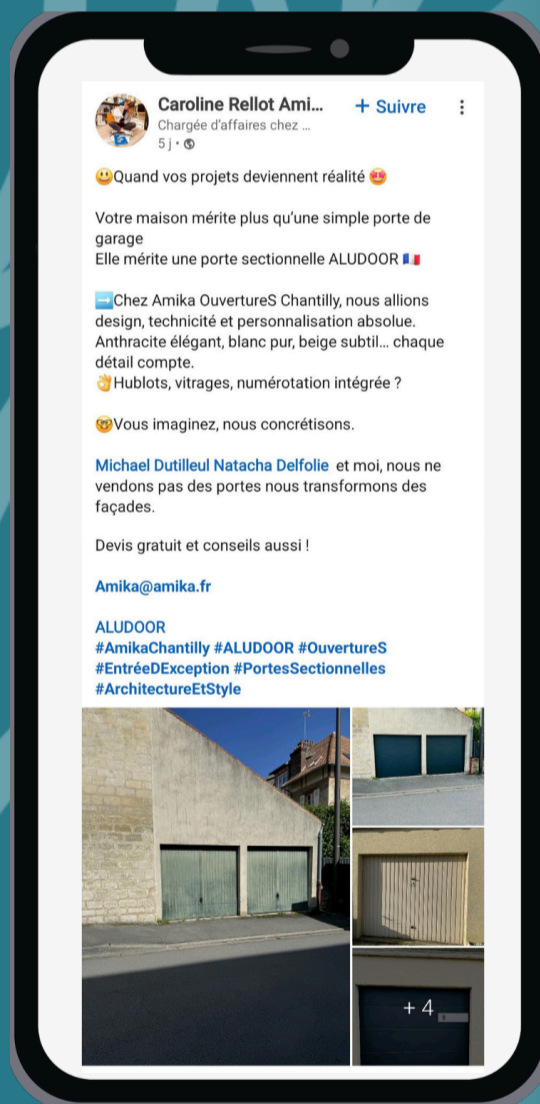 Caroline Rellot Ami... + Suivre
Chargée d'affaires chez ...
5 j •
😃Quand vos projets deviennent réalité 🤩
Votre maison mérite plus qu'une simple porte de
garage
Elle mérite une porte sectionnelle ALUDOOR 🇫🇷
➡️Chez Amika OuvertureS Chantilly, nous allions
design, technicité et personnalisation absolue.
Anthracite élégant, blanc pur, beige subtil... chaque
détail compte.
👌Hublots, vitrages, numérotation intégrée ?
🤓Vous imaginez, nous concrétisons.
Michael Dutilleul Natacha Delfolie et moi, nous ne
vendons pas des portes nous transformons des
façades.
Devis gratuit et conseils aussi !
Amika@amika.fr
ALUDOOR
#AmikaChantilly #ALUDOOR #OuvertureS
#EntréeDException #PortesSectionnelles
#ArchitectureEtStyle
+ 4